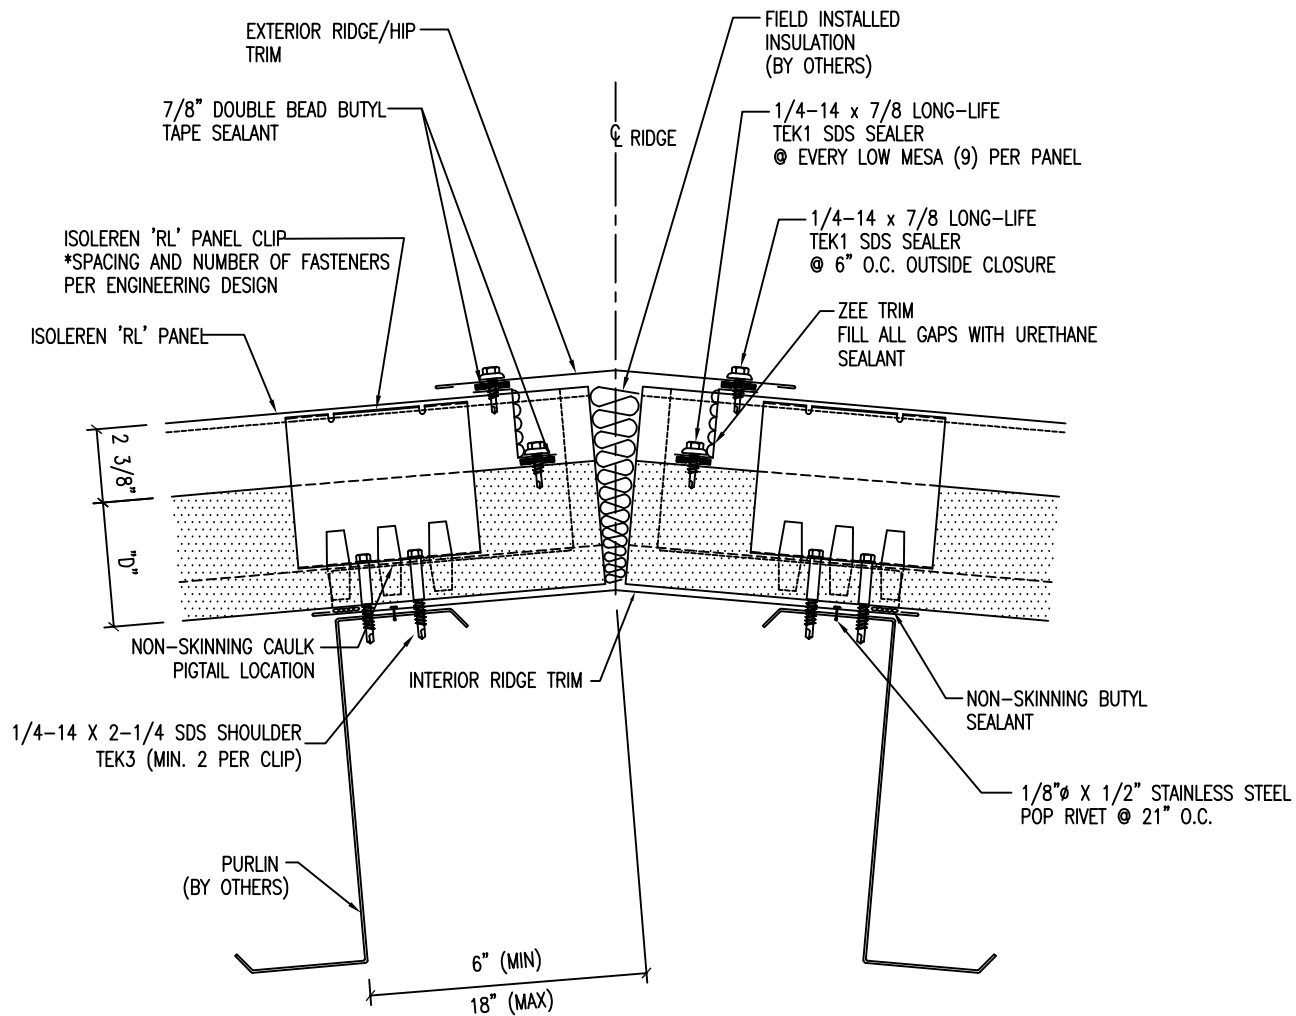 EXTERIOR RIDGE/HIP
TRIM
FIELD INSTALLED
INSULATION
(BY OTHERS)
7/8" DOUBLE BEAD BUTYL
TAPE SEALANT
℄ RIDGE
1/4-14 x 7/8 LONG-LIFE
TEK1 SDS SEALER
@ EVERY LOW MESA (9) PER PANEL
1/4-14 x 7/8 LONG-LIFE
TEK1 SDS SEALER
@ 6" O.C. OUTSIDE CLOSURE
ISOLEREN 'RL' PANEL CLIP
*SPACING AND NUMBER OF FASTENERS
PER ENGINEERING DESIGN
ZEE TRIM
FILL ALL GAPS WITH URETHANE
SEALANT
ISOLEREN 'RL' PANEL
2 3/8"
"D"
NON-SKINNING CAULK
PIGTAIL LOCATION
INTERIOR RIDGE TRIM
NON-SKINNING BUTYL
SEALANT
1/4-14 X 2-1/4 SDS SHOULDER
TEK3 (MIN. 2 PER CLIP)
1/8"ø X 1/2" STAINLESS STEEL
POP RIVET @ 21" O.C.
PURLIN
(BY OTHERS)
6" (MIN)
18" (MAX)